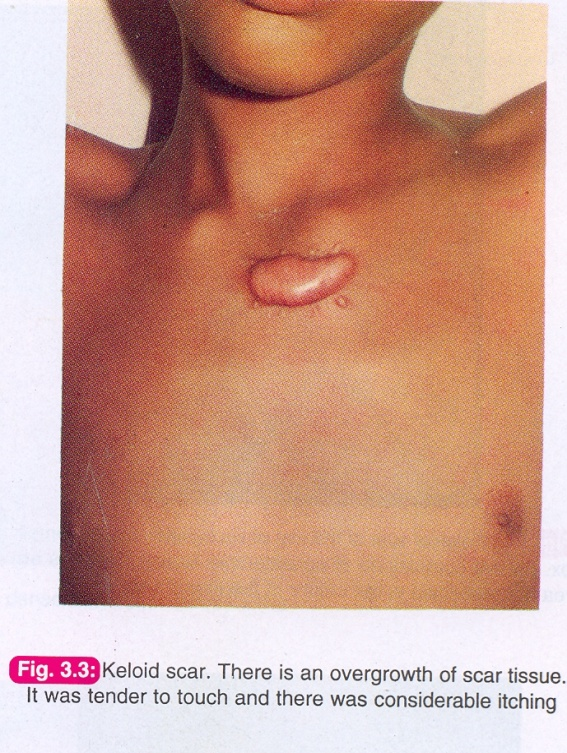 Fig. 3.3: Keloid scar. There is an overgrowth of scar tissue.
It was tender to touch and there was considerable itching